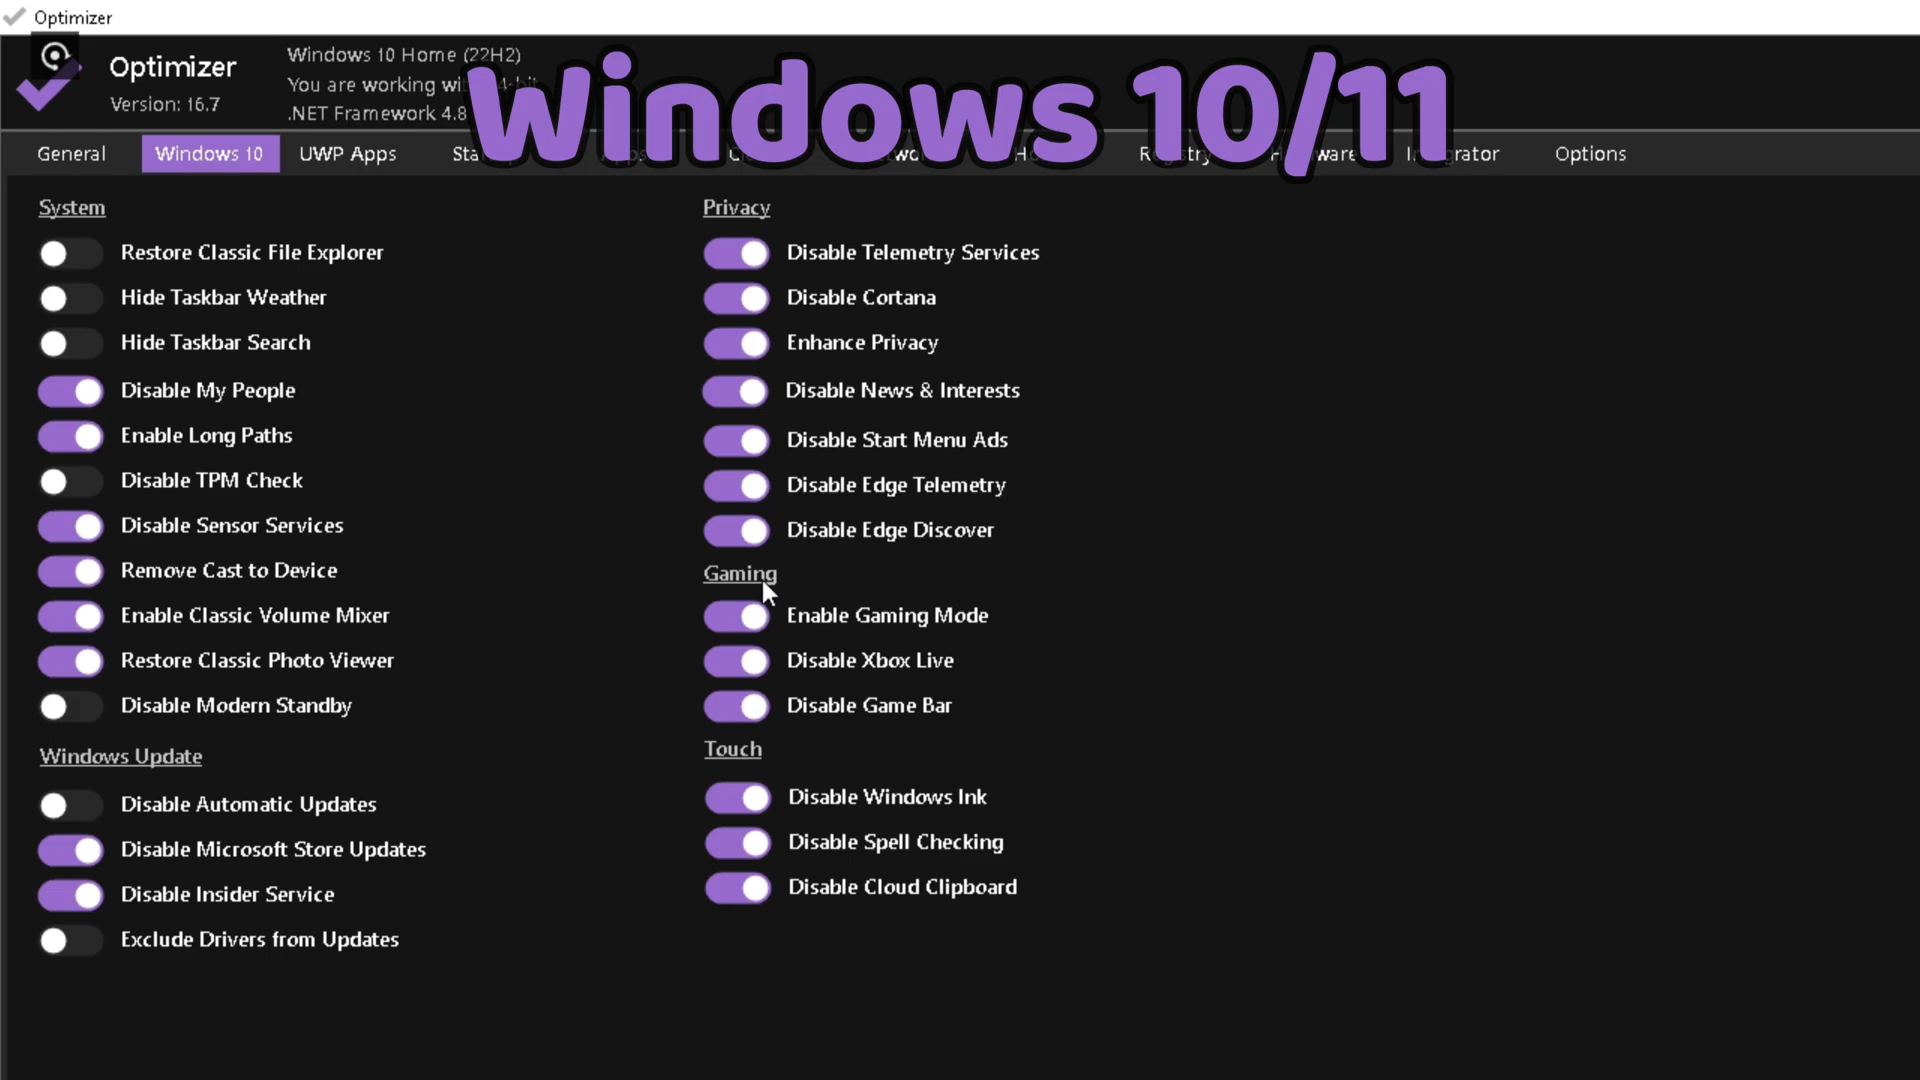 Optimizer
Optimizer
Version: 16.7
Windows 10 Home (22H2)
You are working
.NET Framework 4.8
Windows 10/11
General
Windows 10
UWP Apps
Options
System
Restore Classic File Explorer
Hide Taskbar Weather
Hide Taskbar Search
Disable My People
Enable Long Paths
Disable TPM Check
Disable Sensor Services
Remove Cast to Device
Enable Classic Volume Mixer
Restore Classic Photo Viewer
Disable Modern Standby
Windows Update
Disable Automatic Updates
Disable Microsoft Store Updates
Disable Insider Service
Exclude Drivers from Updates
Privacy
Disable Telemetry Services
Disable Cortana
Enhance Privacy
Disable News & Interests
Disable Start Menu Ads
Disable Edge Telemetry
Disable Edge Discover
Gaming
Enable Gaming Mode
Disable Xbox Live
Disable Game Bar
Touch
Disable Windows Ink
Disable Spell Checking
Disable Cloud Clipboard